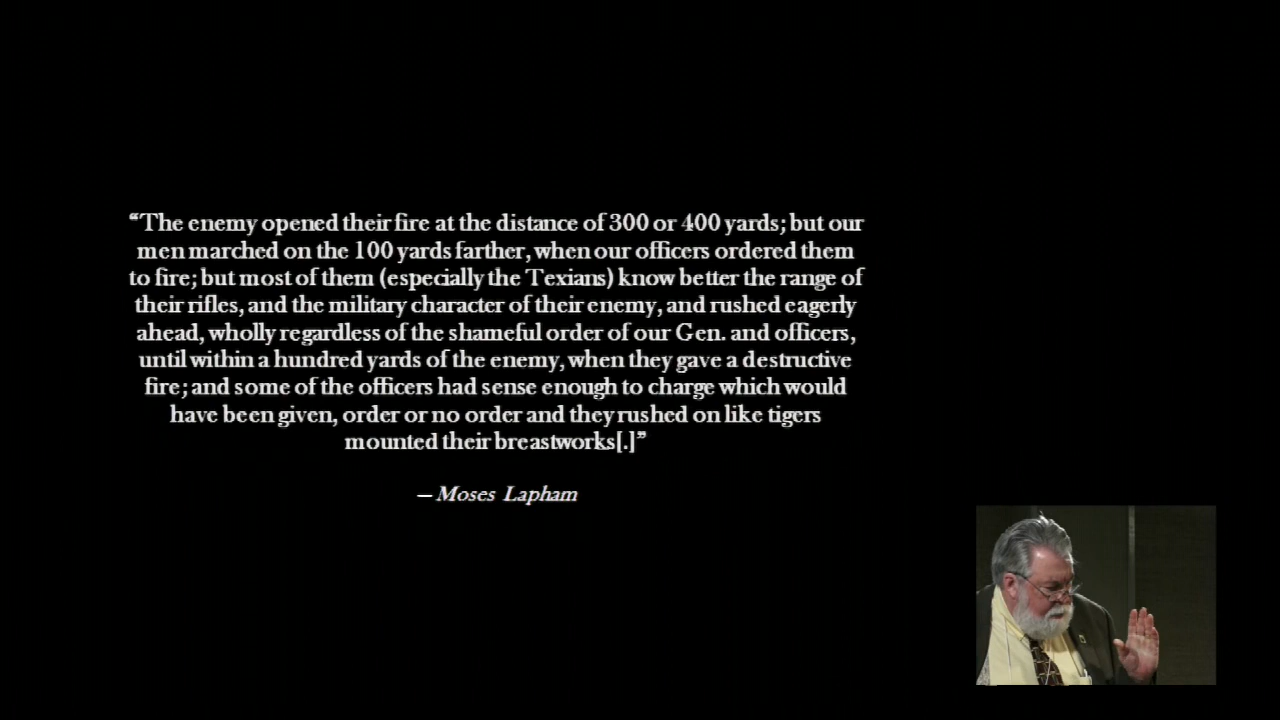 “The enemy opened their fire at the distance of 300 or 400 yards; but our
men marched on the 100 yards farther, when our officers ordered them
to fire; but most of them (especially the Texians) know better the range of
their rifles, and the military character of their enemy, and rushed eagerly
ahead, wholly regardless of the shameful order of our Gen. and officers,
until within a hundred yards of the enemy, when they gave a destructive
fire; and some of the officers had sense enough to charge which would
have been given, order or no order and they rushed on like tigers
mounted their breastworks[.]”
– Moses Lapham